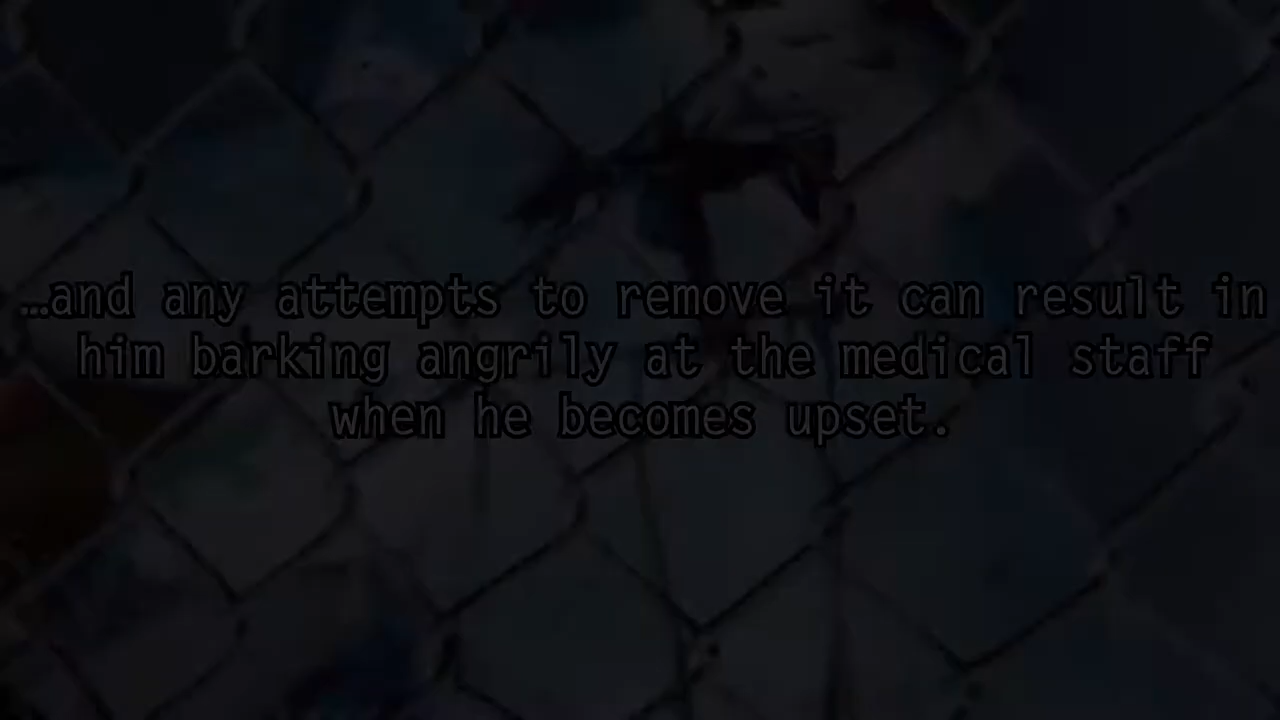 …and any attempts to remove it can result in
him barking angrily at the medical staff
when he becomes upset.